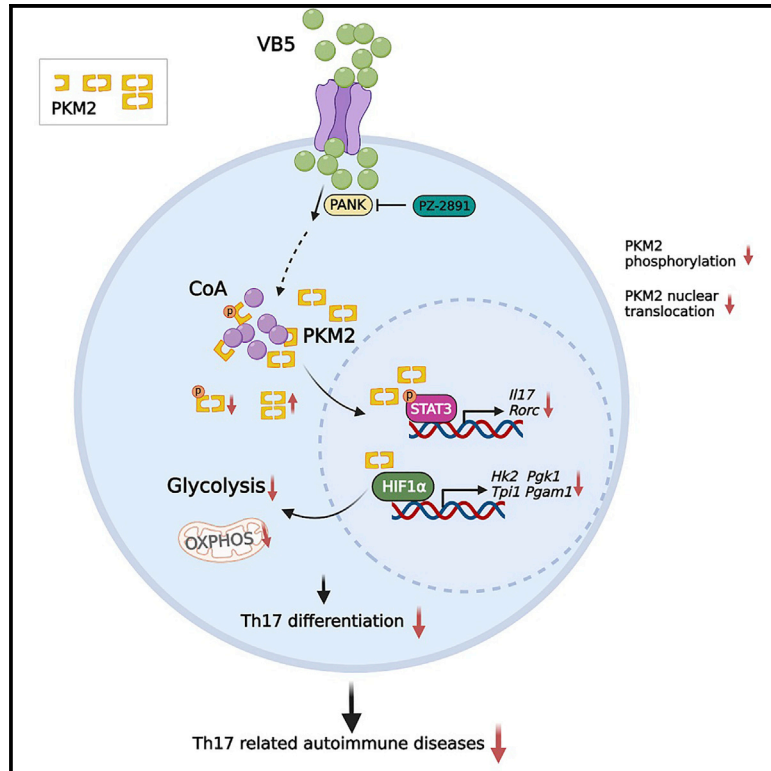 VB5
PKM2
PANK
PZ-2891
PKM2
phosphorylation
PKM2 nuclear
translocation
CoA
P
PKM2
P
P
STAT3
Il17
Rorc
HIF1α
Hk2 Pgk1
Tpi1 Pgam1
Glycolysis
OXPHOS
Th17 differentiation
Th17 related autoimmune diseases